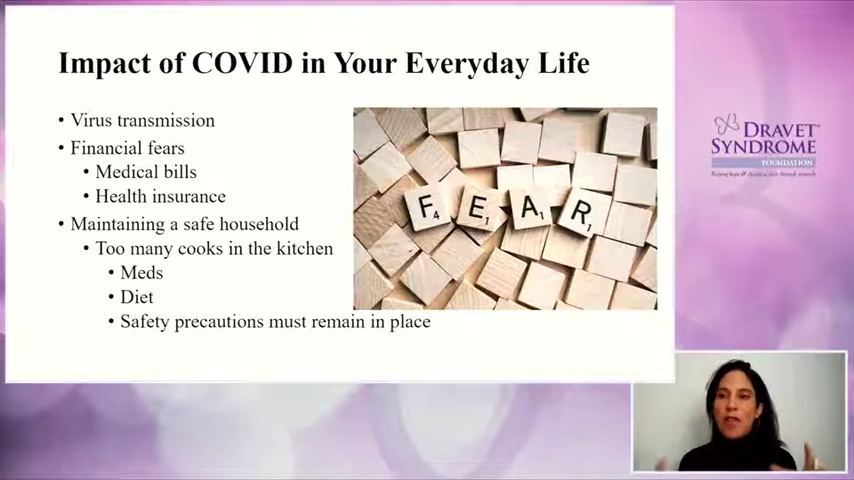 Impact of COVID in Your Everyday Life
• Virus transmission
• Financial fears
• Medical bills
• Health insurance
• Maintaining a safe household
• Too many cooks in the kitchen
• Meds
• Diet
• Safety precautions must remain in place
F4 E1 A1 R1
DRAVET
SYNDROME
FOUNDATION